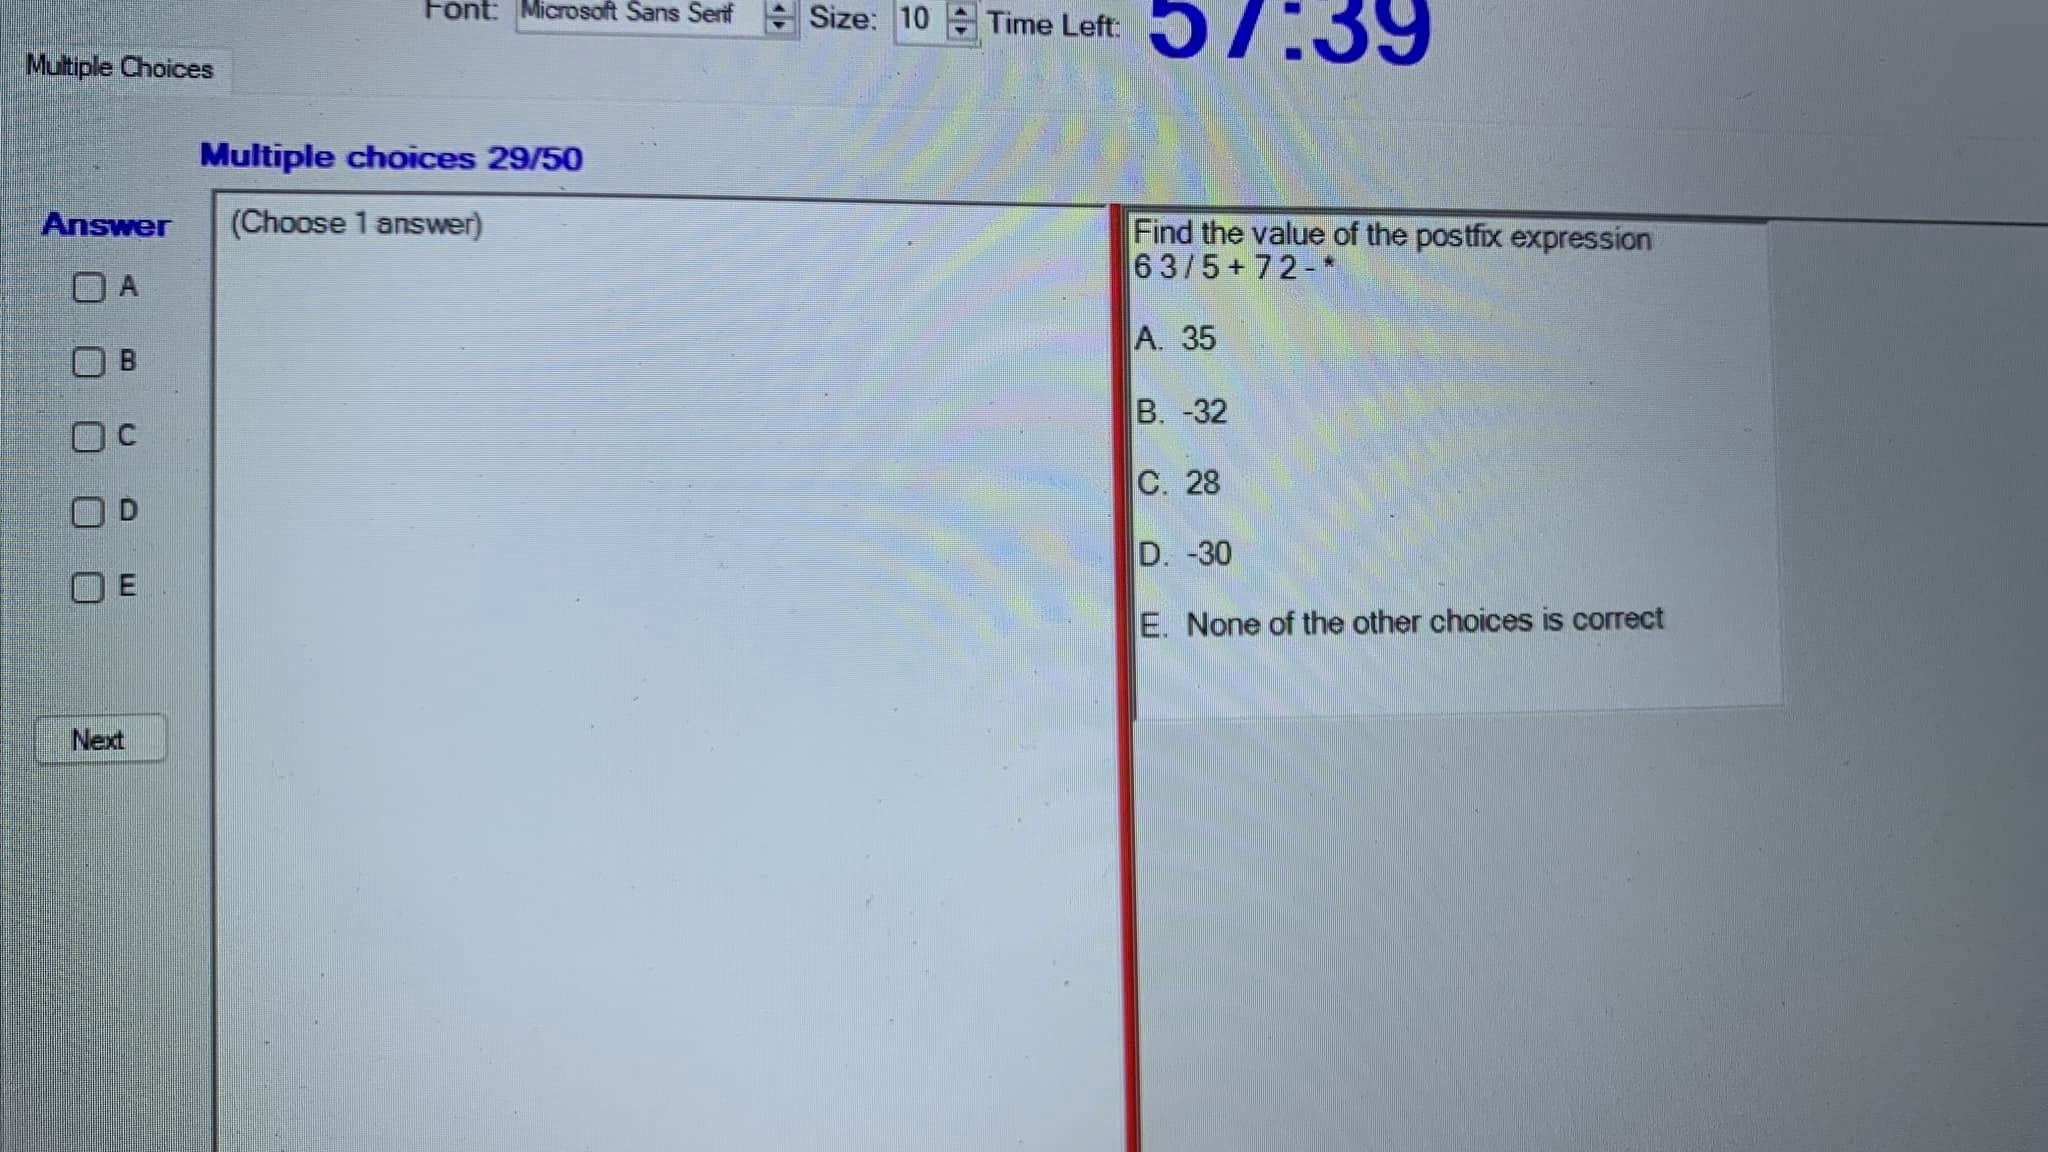 Font: Microsoft Sans Serif Size: 10 Time Left: 57:39
Multiple Choices
Multiple choices 29/50
Answer
A
B
C
D
E
Next
(Choose 1 answer)
Find the value of the postfix expression
6 3 / 5 + 7 2 - *
A. 35
B. -32
C. 28
D. -30
E. None of the other choices is correct